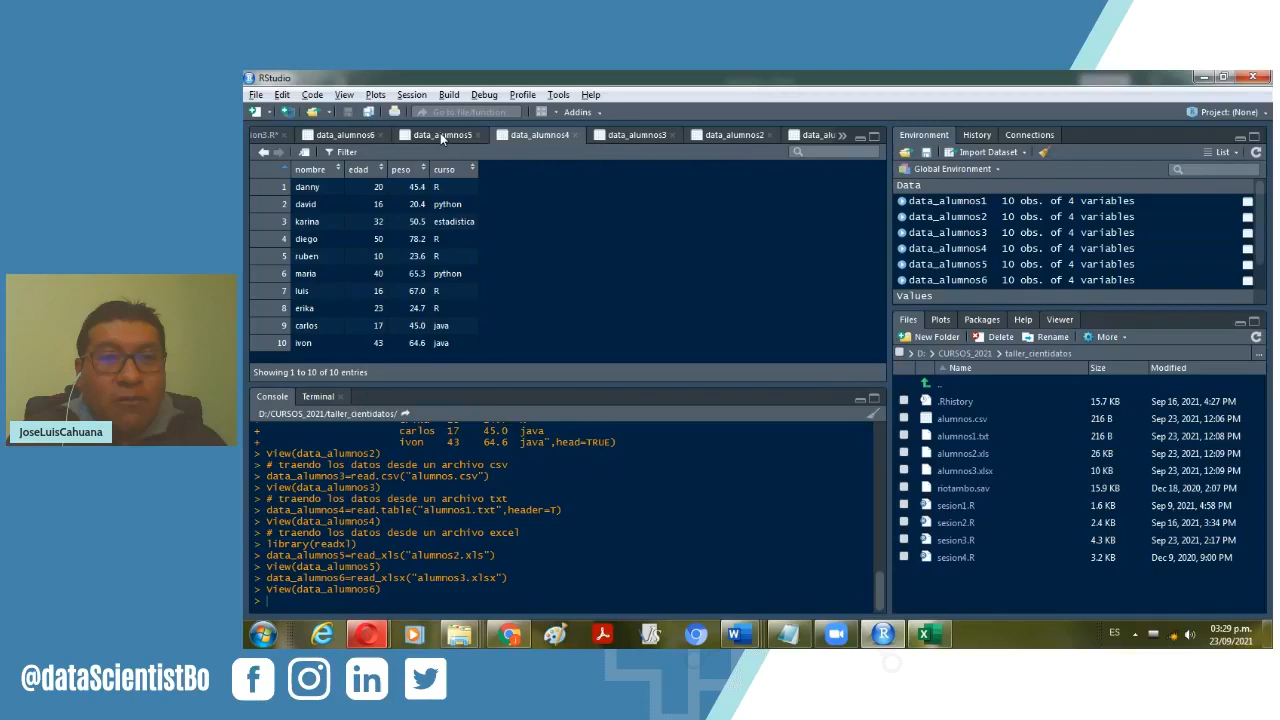 RStudio
File Edit Code View Plots Session Build Debug Profile Tools Help
Go to file/function Addins Project: (None)
ion3.R* data_alumnos6 data_alumnos5 data_alumnos4 data_alumnos3 data_alumnos2 data_alu
Filter
nombre edad peso curso
1 danny 20 45.4 R
2 david 16 20.4 python
3 karina 32 50.5 estadistica
4 diego 50 78.2 R
5 ruben 10 23.6 R
6 maria 40 65.3 python
7 luis 16 67.0 R
8 erika 23 24.7 R
9 carlos 17 45.0 java
10 ivon 43 64.6 java
Showing 1 to 10 of 10 entries
Console Terminal
D:/CURSOS_2021/taller_cientidatos/
+ carlos 17 45.0 java
+ ivon 43 64.6 java",head=TRUE)
> View(data_alumnos2)
> # traendo los datos desde un archivo csv
> data_alumnos3=read.csv("alumnos.csv")
> View(data_alumnos3)
> # traendo los datos desde un archivo txt
> data_alumnos4=read.table("alumnos1.txt",header=T)
> View(data_alumnos4)
> # traendo los datos desde un archivo excel
> library(readxl)
> data_alumnos5=read_xls("alumnos2.xls")
> View(data_alumnos5)
> data_alumnos6=read_xlsx("alumnos3.xlsx")
> View(data_alumnos6)
>
Environment History Connections
Import Dataset List
Global Environment
Data
data_alumnos1 10 obs. of 4 variables
data_alumnos2 10 obs. of 4 variables
data_alumnos3 10 obs. of 4 variables
data_alumnos4 10 obs. of 4 variables
data_alumnos5 10 obs. of 4 variables
data_alumnos6 10 obs. of 4 variables
Values
Files Plots Packages Help Viewer
New Folder Delete Rename More
D: CURSOS_2021 taller_cientidatos
Name Size Modified
..
.Rhistory 15.7 KB Sep 16, 2021, 4:27 PM
alumnos.csv 216 B Sep 23, 2021, 12:06 PM
alumnos1.txt 216 B Sep 23, 2021, 12:08 PM
alumnos2.xls 26 KB Sep 23, 2021, 12:09 PM
alumnos3.xlsx 10 KB Sep 23, 2021, 12:09 PM
riotambo.sav 15.9 KB Dec 18, 2020, 2:07 PM
sesion1.R 1.6 KB Sep 9, 2021, 4:58 PM
sesion2.R 2.4 KB Sep 16, 2021, 3:34 PM
sesion3.R 4.3 KB Sep 23, 2021, 2:17 PM
sesion4.R 3.2 KB Dec 9, 2020, 9:00 PM
JoseLuisCahuana
ES 03:29 p.m.
23/09/2021
@dataScientistBo